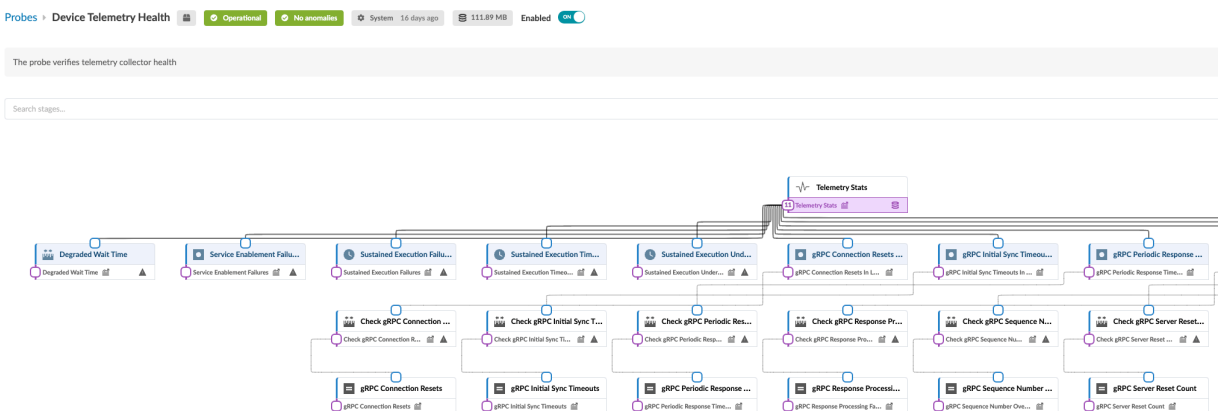 Probes › Device Telemetry Health Operational No anomalies System 16 days ago 111.89 MB Enabled ON
The probe verifies telemetry collector health
Search stages...
Telemetry Stats
11 Telemetry Stats
Degraded Wait Time Service Enablement Failu... Sustained Execution Failu... Sustained Execution Tim... Sustained Execution Und... gRPC Connection Resets ... gRPC Initial Sync Timeou... gRPC Periodic Response ...
Degraded Wait Time Service Enablement Failures Sustained Execution Failures Sustained Execution Timeo... Sustained Execution Under... gRPC Connection Resets In L... gRPC Initial Sync Timeouts In ... gRPC Periodic Response Time...
Check gRPC Connection ... Check gRPC Initial Sync T... Check gRPC Periodic Res... Check gRPC Response Pr... Check gRPC Sequence N... Check gRPC Server Reset...
Check gRPC Connection R... Check gRPC Initial Sync Ti... Check gRPC Periodic Resp... Check gRPC Response Pro... Check gRPC Sequence Nu... Check gRPC Server Reset ...
gRPC Connection Resets gRPC Initial Sync Timeouts gRPC Periodic Response ... gRPC Response Processi... gRPC Sequence Number ... gRPC Server Reset Count
gRPC Connection Resets gRPC Initial Sync Timeouts gRPC Periodic Response Time... gRPC Response Processing Fa... gRPC Sequence Number Ove... gRPC Server Reset Count